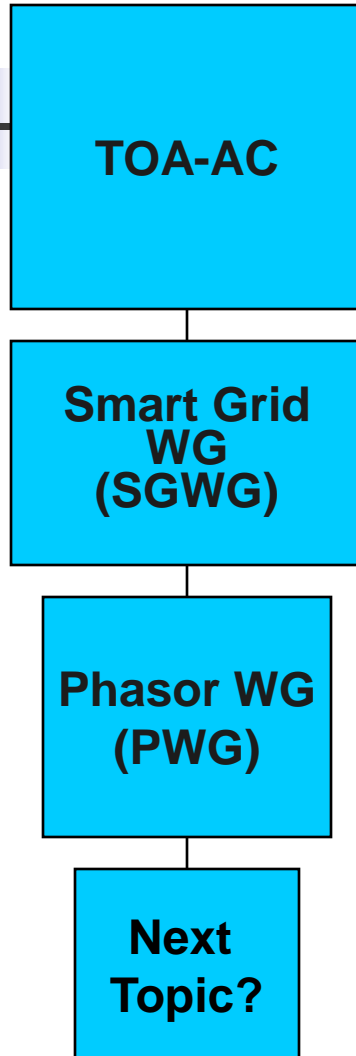 TOA-AC
Smart Grid
WG
(SGWG)
Phasor WG
(PWG)
Next
Topic?